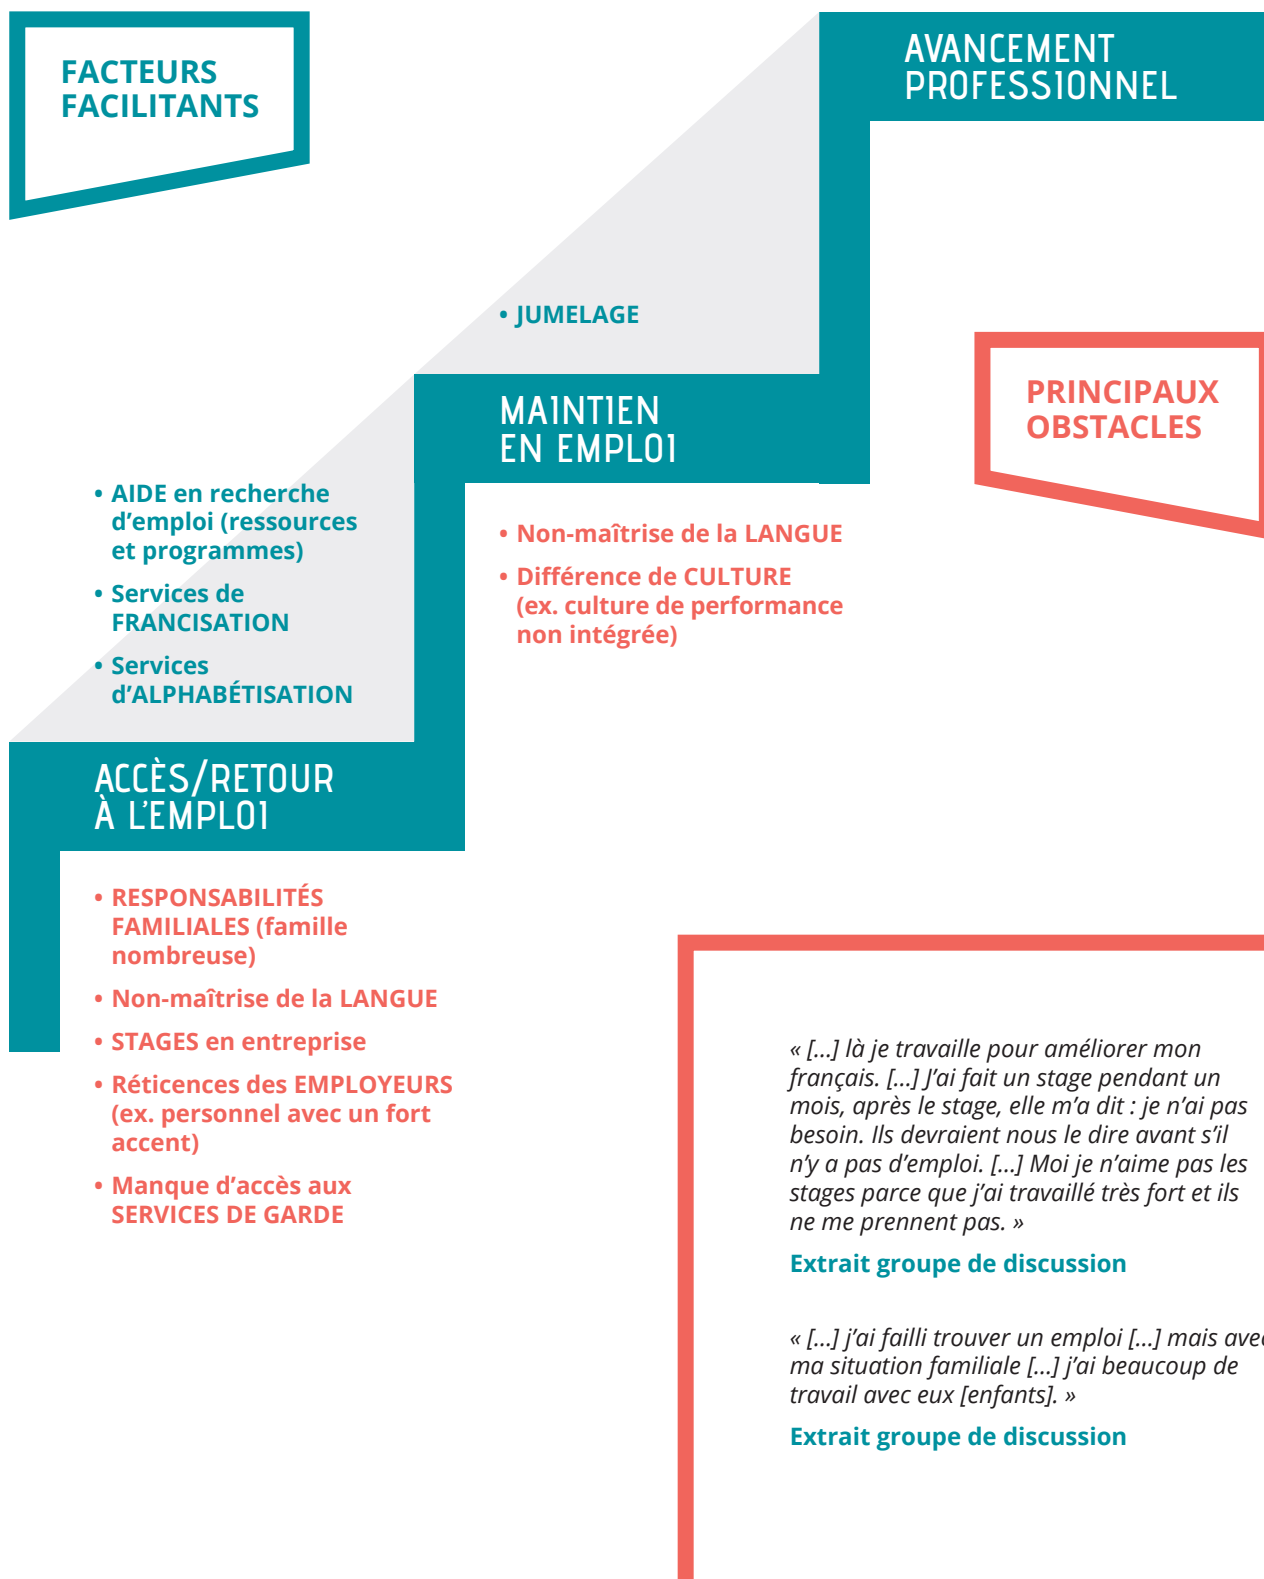 FACTEURS
FACILITANTS
AVANCEMENT
PROFESSIONNEL
• JUMELAGE
MAINTIEN
EN EMPLOI
PRINCIPAUX
OBSTACLES
• AIDE en recherche
d’emploi (ressources
et programmes)
• Services de
FRANCISATION
• Services
d’ALPHABÉTISATION
• Non-maîtrise de la LANGUE
• Différence de CULTURE
(ex. culture de performance
non intégrée)
ACCÈS/RETOUR
À L’EMPLOI
• RESPONSABILITÉS
FAMILIALES (famille
nombreuse)
• Non-maîtrise de la LANGUE
• STAGES en entreprise
• Réticences des EMPLOYEURS
(ex. personnel avec un fort
accent)
• Manque d’accès aux
SERVICES DE GARDE
« [...] là je travaille pour améliorer mon
français. [...] J’ai fait un stage pendant un
mois, après le stage, elle m’a dit : je n’ai pas
besoin. Ils devraient nous le dire avant s’il
n’y a pas d’emploi. [...] Moi je n’aime pas les
stages parce que j’ai travaillé très fort et ils
ne me prennent pas. »
Extrait groupe de discussion
« [...] j’ai failli trouver un emploi [...] mais avec
ma situation familiale [...] j’ai beaucoup de
travail avec eux [enfants]. »
Extrait groupe de discussion